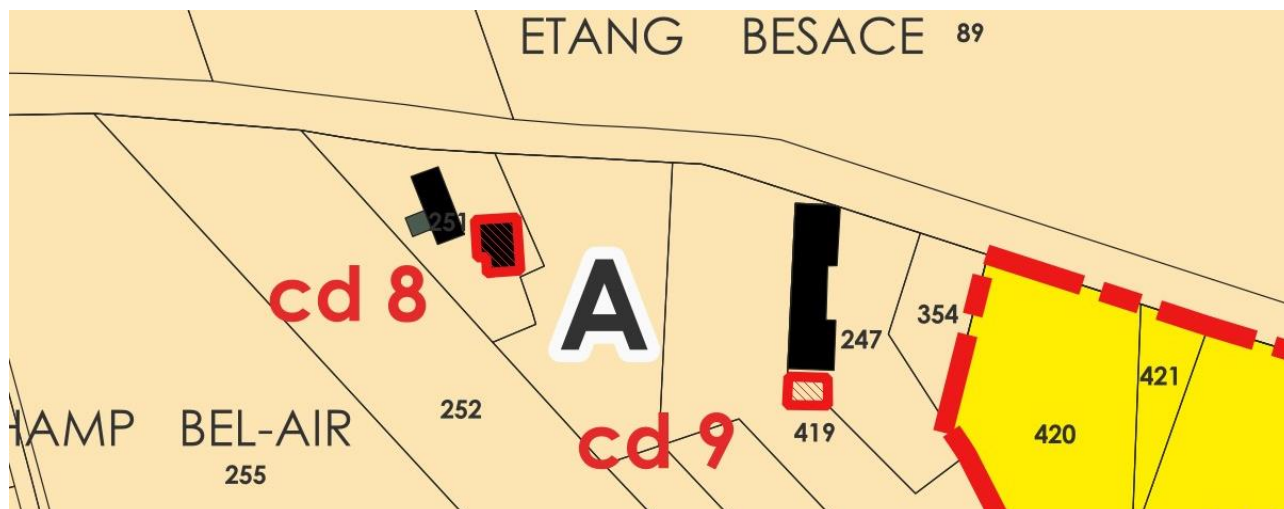 ETANG BESACE 89
251
cd 8
A
354
247
421
252
cd 9
419
420
HAMP BEL-AIR
255